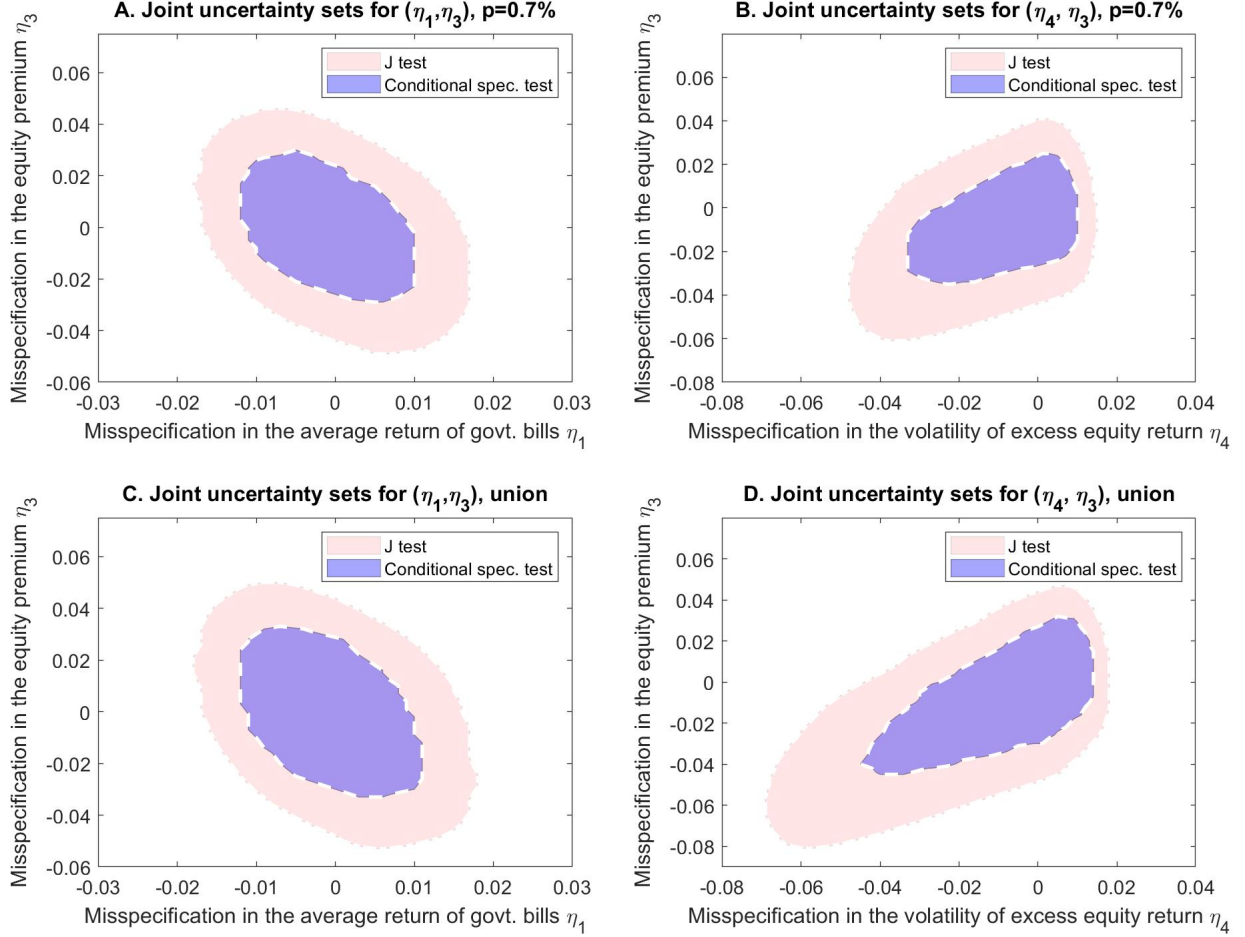 A. Joint uncertainty sets for (η1,η3), p=0.7%
Misspecification in the equity premium η3
J test
Conditional spec. test
0.06
0.04
0.02
0
-0.02
-0.04
-0.06
-0.03 -0.02 -0.01 0 0.01 0.02 0.03
Misspecification in the average return of govt. bills η1
B. Joint uncertainty sets for (η4, η3), p=0.7%
Misspecification in the equity premium η3
J test
Conditional spec. test
0.06
0.04
0.02
0
-0.02
-0.04
-0.06
-0.08
-0.08 -0.06 -0.04 -0.02 0 0.02 0.04
Misspecification in the volatility of excess equity return η4
C. Joint uncertainty sets for (η1,η3), union
Misspecification in the equity premium η3
J test
Conditional spec. test
0.06
0.04
0.02
0
-0.02
-0.04
-0.06
-0.03 -0.02 -0.01 0 0.01 0.02 0.03
Misspecification in the average return of govt. bills η1
D. Joint uncertainty sets for (η4, η3), union
Misspecification in the equity premium η3
J test
Conditional spec. test
0.06
0.04
0.02
0
-0.02
-0.04
-0.06
-0.08
-0.08 -0.06 -0.04 -0.02 0 0.02 0.04
Misspecification in the volatility of excess equity return η4